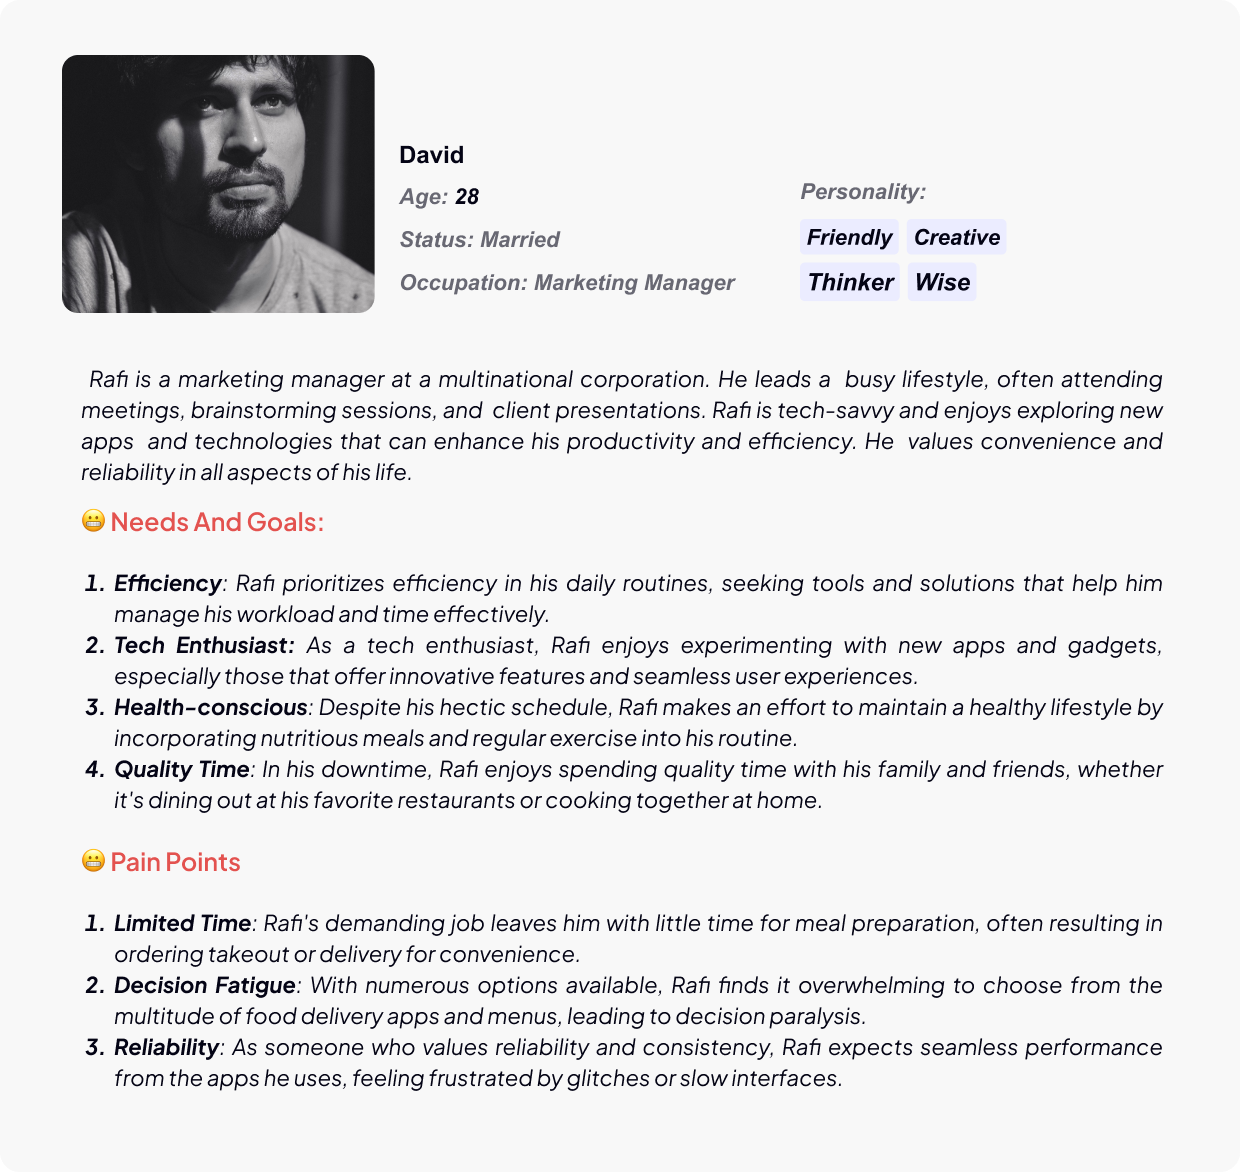 David
Age: 28
Status: Married
Occupation: Marketing Manager
Personality:
Friendly Creative
Thinker Wise
Rafi is a marketing manager at a multinational corporation. He leads a busy lifestyle, often attending
meetings, brainstorming sessions, and client presentations. Rafi is tech-savvy and enjoys exploring new
apps and technologies that can enhance his productivity and efficiency. He values convenience and
reliability in all aspects of his life.
😬 Needs And Goals:
1. Efficiency: Rafi prioritizes efficiency in his daily routines, seeking tools and solutions that help him
manage his workload and time effectively.
2. Tech Enthusiast: As a tech enthusiast, Rafi enjoys experimenting with new apps and gadgets,
especially those that offer innovative features and seamless user experiences.
3. Health-conscious: Despite his hectic schedule, Rafi makes an effort to maintain a healthy lifestyle by
incorporating nutritious meals and regular exercise into his routine.
4. Quality Time: In his downtime, Rafi enjoys spending quality time with his family and friends, whether
it's dining out at his favorite restaurants or cooking together at home.
😬 Pain Points
1. Limited Time: Rafi's demanding job leaves him with little time for meal preparation, often resulting in
ordering takeout or delivery for convenience.
2. Decision Fatigue: With numerous options available, Rafi finds it overwhelming to choose from the
multitude of food delivery apps and menus, leading to decision paralysis.
3. Reliability: As someone who values reliability and consistency, Rafi expects seamless performance
from the apps he uses, feeling frustrated by glitches or slow interfaces.